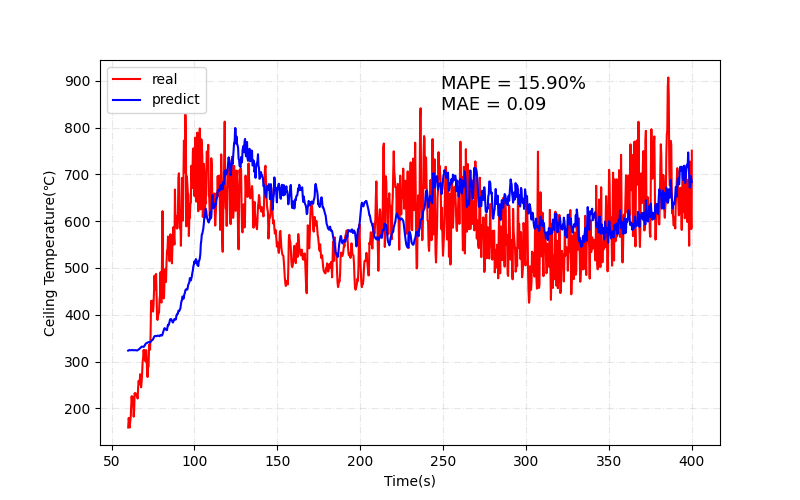 real
predict
MAPE = 15.90%
MAE = 0.09
900
800
700
600
500
400
300
200
Ceiling Temperature(℃)
50 100 150 200 250 300 350 400
Time(s)